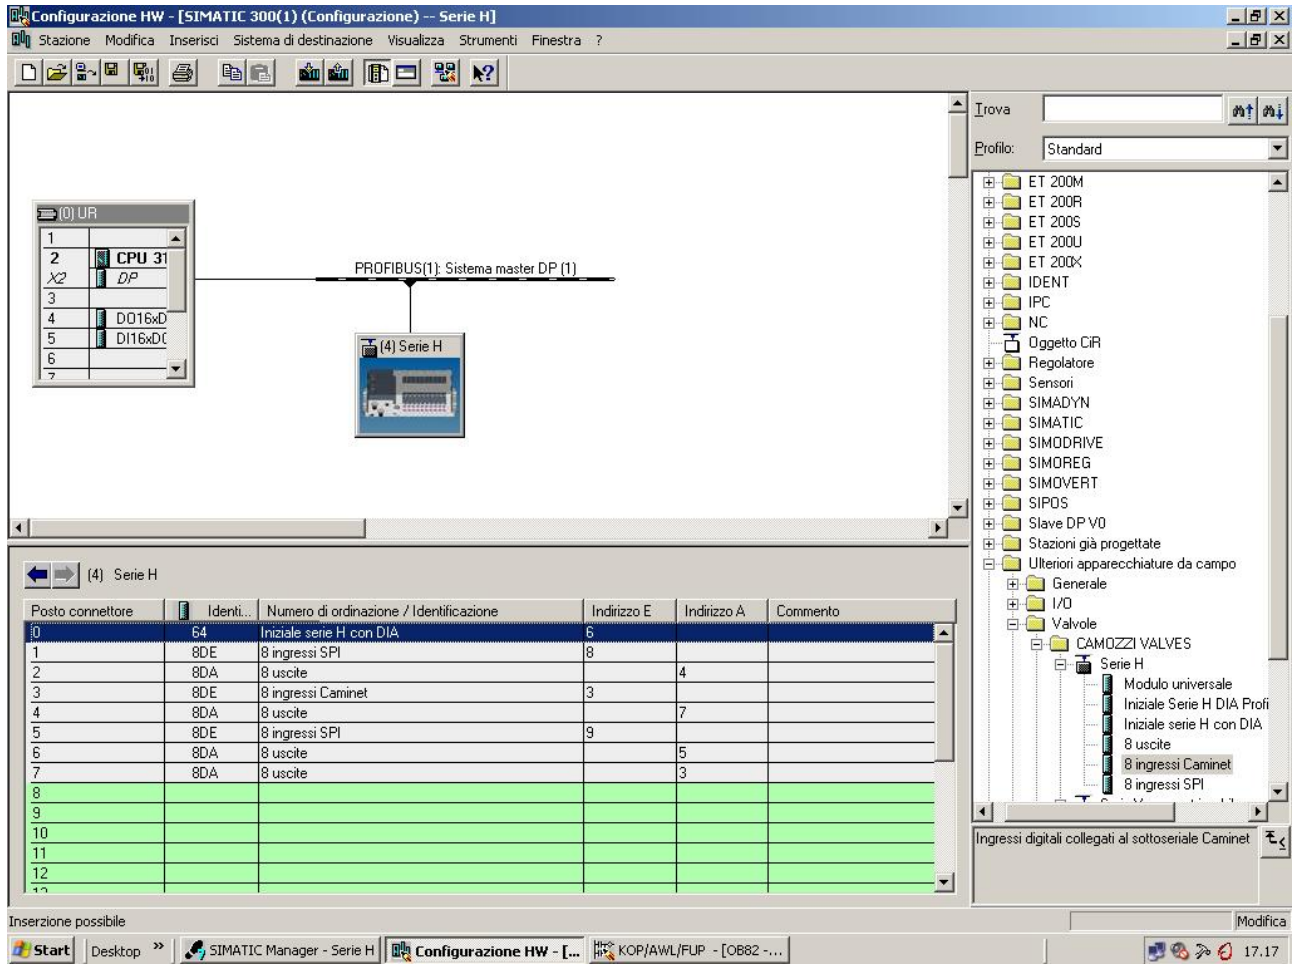 Configurazione HW - [SIMATIC 300(1) (Configurazione) -- Serie H]
Stazione Modifica Inserisci Sistema di destinazione Visualizza Strumenti Finestra ?
(0) UR
1
2 CPU 31
X2 DP
3
4 DO16xD
5 DI16xD
6
7
PROFIBUS(1): Sistema master DP (1)
(4) Serie H
(4) Serie H
Posto connettore Identi... Numero di ordinazione / Identificazione Indirizzo E Indirizzo A Commento
0 64 Iniziale serie H con DIA 6
1 8DE 8 ingressi SPI 8
2 8DA 8 uscite 4
3 8DE 8 ingressi Caminet 3
4 8DA 8 uscite 7
5 8DE 8 ingressi SPI 9
6 8DA 8 uscite 5
7 8DA 8 uscite 3
8
9
10
11
12
Trova
Profilo: Standard
ET 200M
ET 200R
ET 200S
ET 200U
ET 200X
IDENT
IPC
NC
Oggetto CiR
Regolatore
Sensori
SIMADYN
SIMATIC
SIMODRIVE
SIMOREG
SIMOVERT
SIPOS
Slave DP V0
Stazioni già progettate
Ulteriori apparecchiature da campo
Generale
I/O
Valvole
CAMOZZI VALVES
Serie H
Modulo universale
Iniziale Serie H DIA Profi
Iniziale serie H con DIA
8 uscite
8 ingressi Caminet
8 ingressi SPI
Ingressi digitali collegati al sottoseriale Caminet
Inserzione possibile
Modifica
Start Desktop » SIMATIC Manager - Serie H Configurazione HW - [... KOP/AWL/FUP - [OB82 -... 17.17